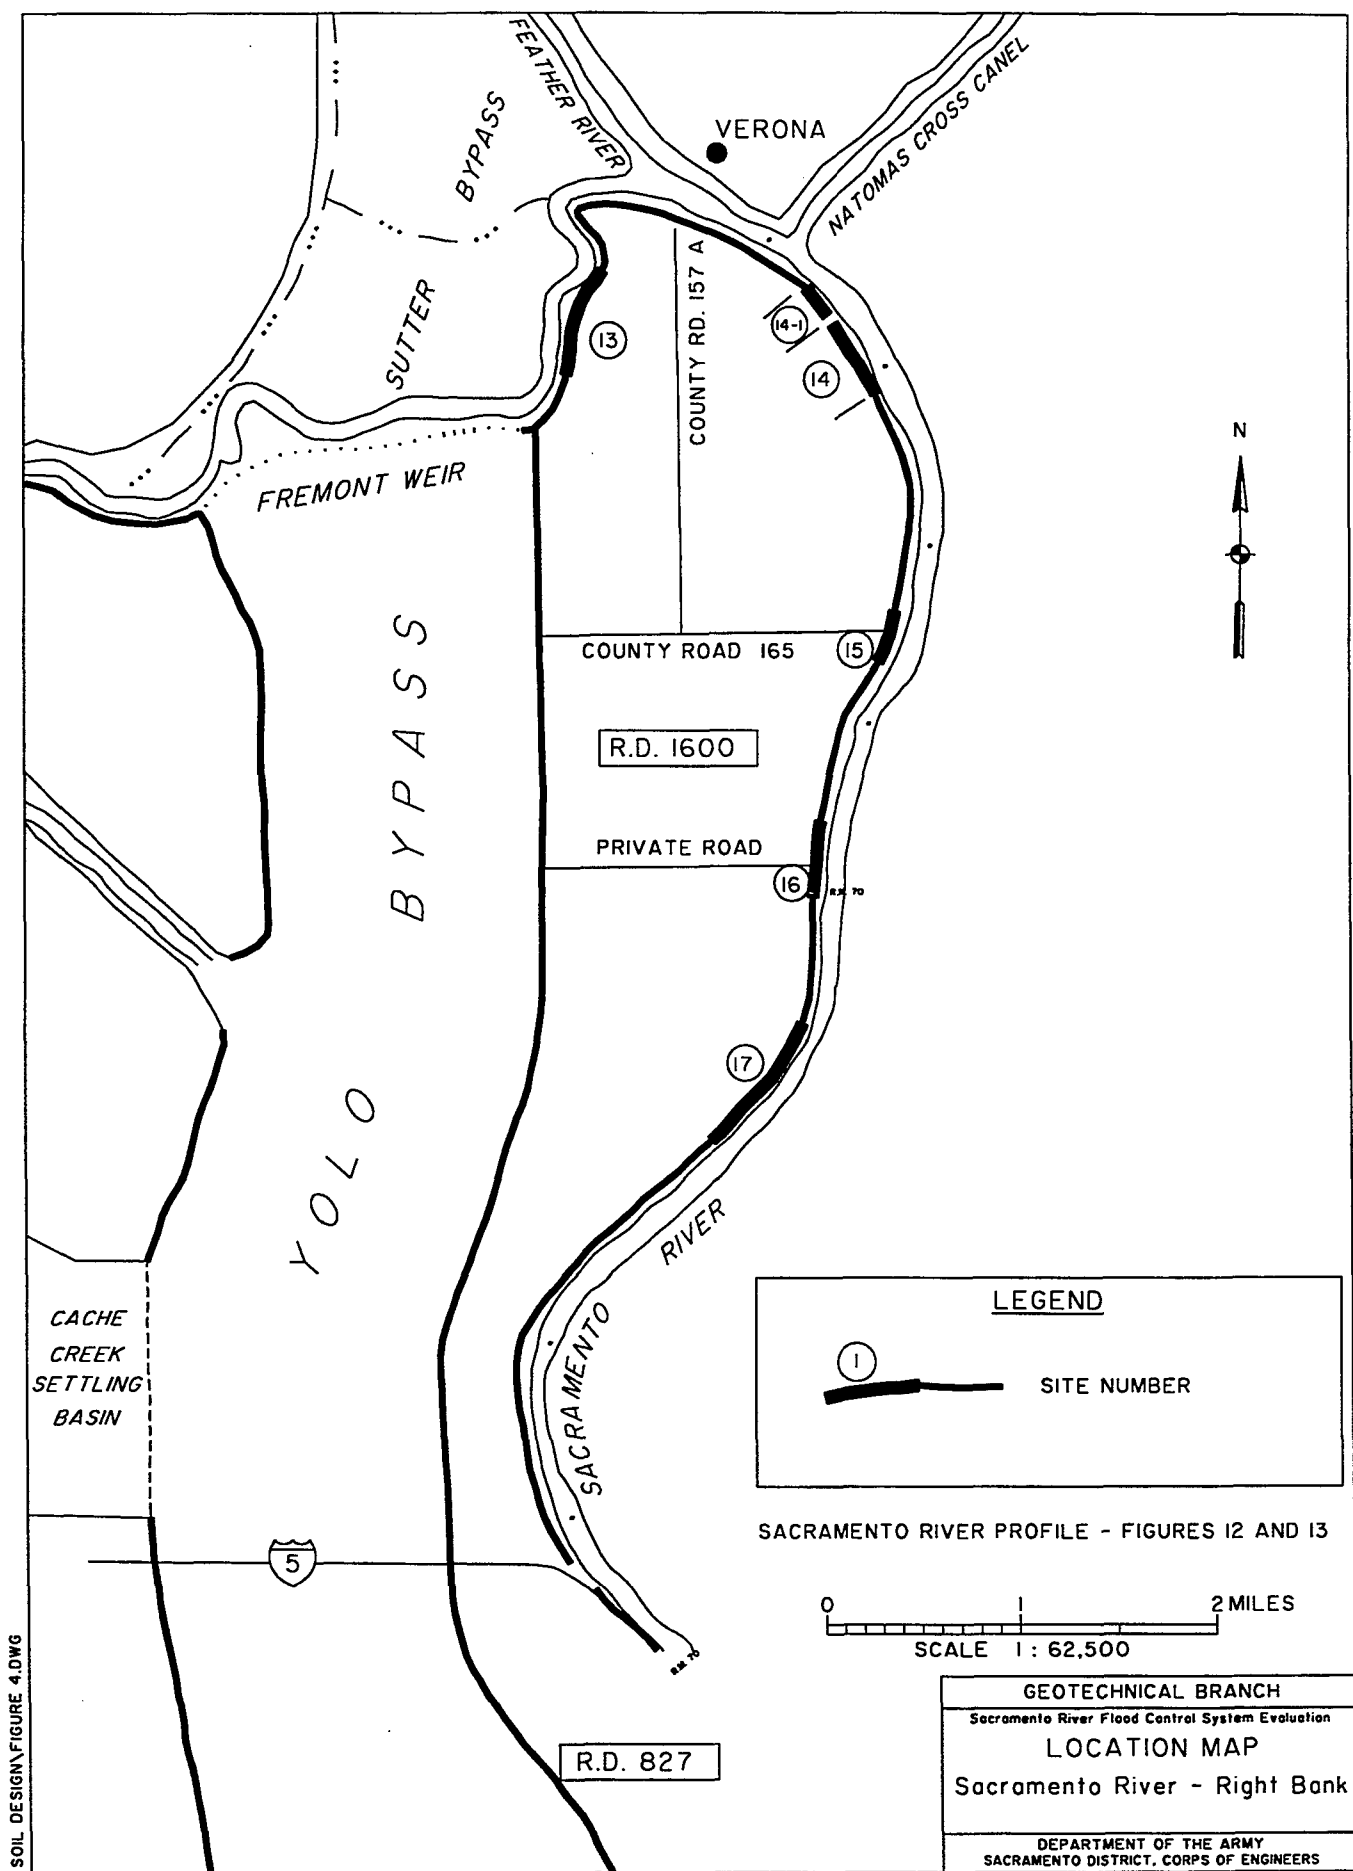 FEATHER RIVER
BYPASS
VERONA
NATOMAS CROSS CANEL
SUTTER
13
COUNTY RD. 157 A
14-1
14
N
FREMONT WEIR
COUNTY ROAD 165
15
R.D. 1600
PRIVATE ROAD
16
R.M. 70
YOLO BYPASS
17
SACRAMENTO RIVER
CACHE
CREEK
SETTLING
BASIN
LEGEND
1
SITE NUMBER
SACRAMENTO RIVER PROFILE - FIGURES 12 AND 13
5
0 1 2 MILES
SCALE 1 : 62,500
R.M. 70
R.D. 827
GEOTECHNICAL BRANCH
Sacramento River Flood Control System Evaluation
LOCATION MAP
Sacramento River - Right Bank
DEPARTMENT OF THE ARMY
SACRAMENTO DISTRICT, CORPS OF ENGINEERS
SOIL DESIGN\FIGURE 4.DWG